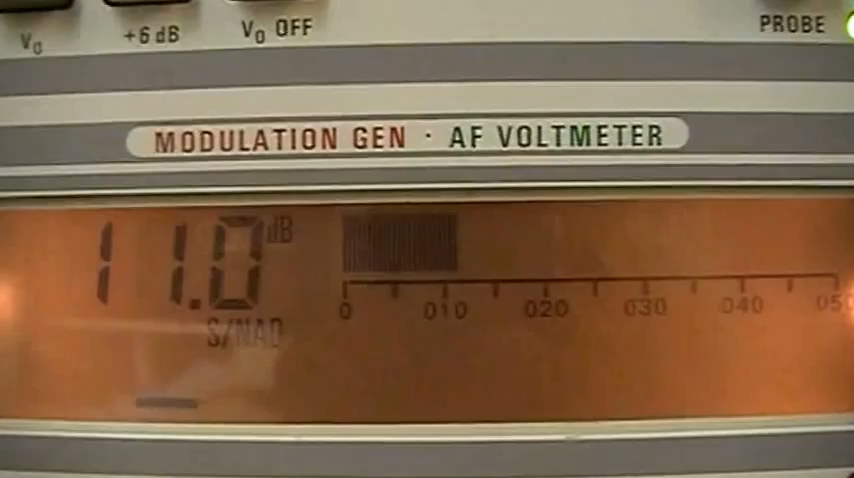 V₀ +6 dB V₀ OFF PROBE
MODULATION GEN · AF VOLTMETER
11.0 dB
S/NAD
0 010 020 030 040 050